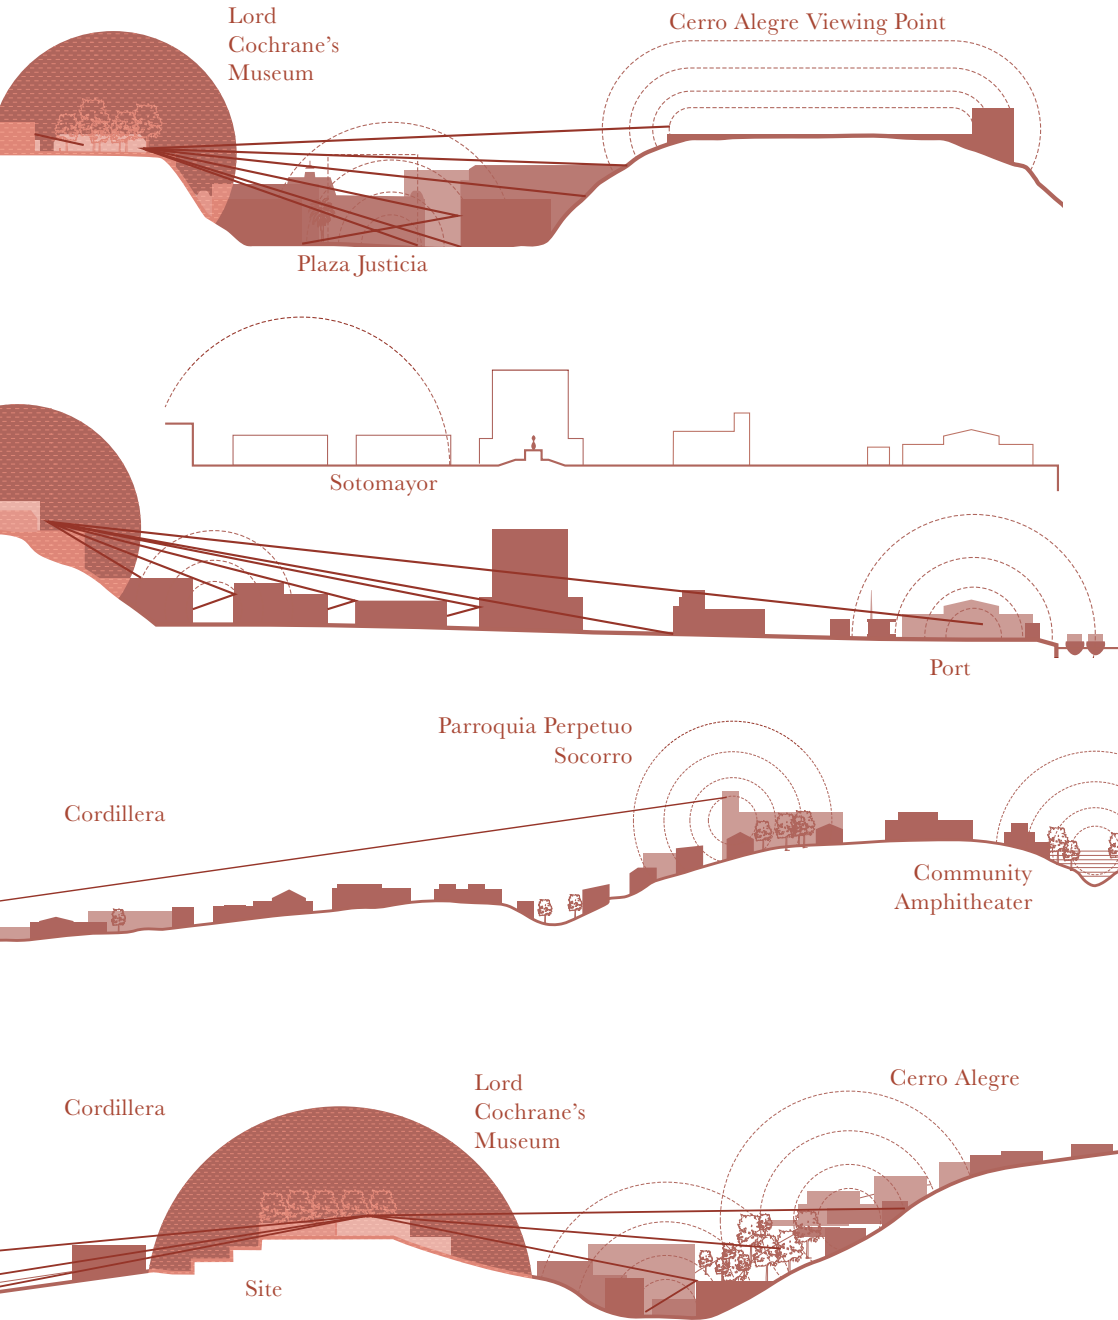 Lord
Cochrane’s
Museum
Cerro Alegre Viewing Point
Plaza Justicia
Sotomayor
Port
Parroquia Perpetuo
Socorro
Cordillera
Community
Amphitheater
Cerro Alegre
Lord
Cochrane’s
Museum
Cordillera
Site